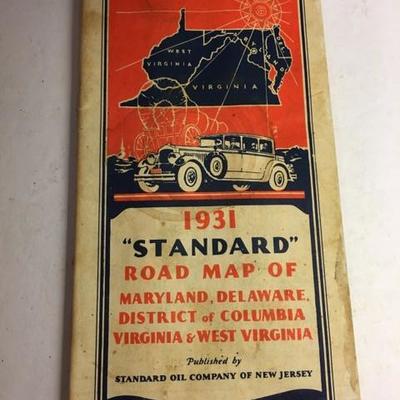 WEST
VIRGINIA
MARYLAND
VIRGINIA
1931
"STANDARD"
ROAD MAP OF
MARYLAND, DELAWARE,
DISTRICT of COLUMBIA
VIRGINIA & WEST VIRGINIA
Published by
STANDARD OIL COMPANY OF NEW JERSEY